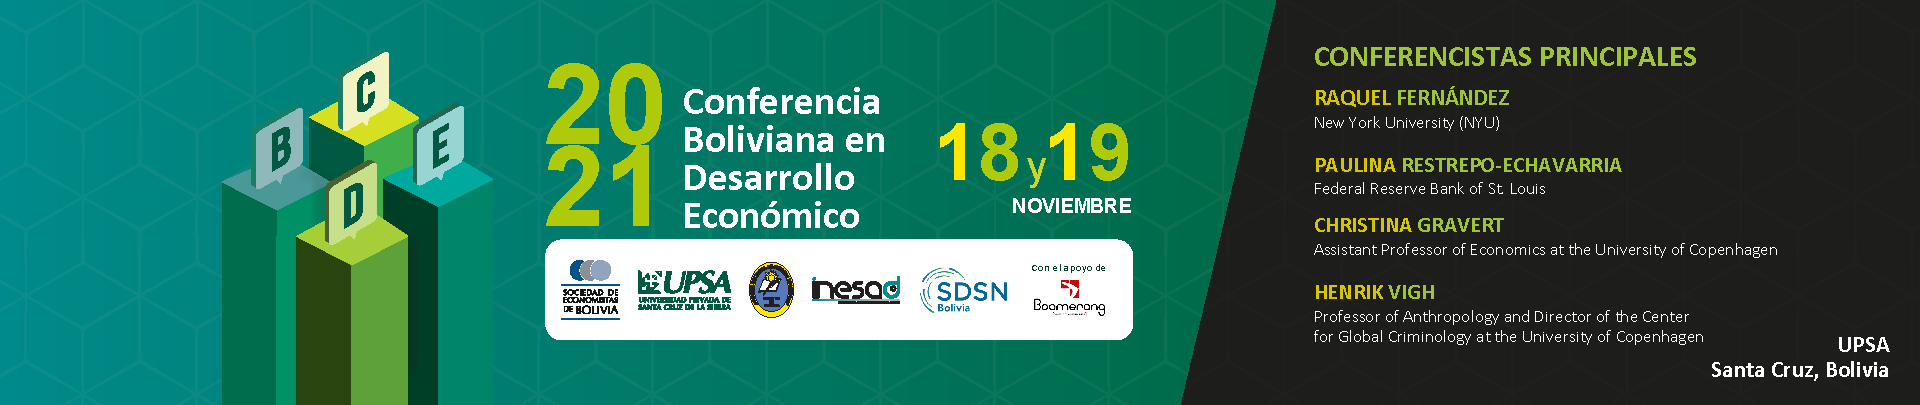 B
C
D
E
20
21
Conferencia
Boliviana en
Desarrollo
Económico
18 y 19
NOVIEMBRE
SOCIEDAD DE
ECONOMISTAS
DE BOLIVIA
UPSA
UNIVERSIDAD PRIVADA DE
SANTA CRUZ DE LA SIERRA
inesad
SDSN
Bolivia
Con el apoyo de
Boomerang
CONFERENCISTAS PRINCIPALES
RAQUEL FERNÁNDEZ
New York University (NYU)
PAULINA RESTREPO-ECHAVARRIA
Federal Reserve Bank of St. Louis
CHRISTINA GRAVERT
Assistant Professor of Economics at the University of Copenhagen
HENRIK VIGH
Professor of Anthropology and Director of the Center
for Global Criminology at the University of Copenhagen
UPSA
Santa Cruz, Bolivia